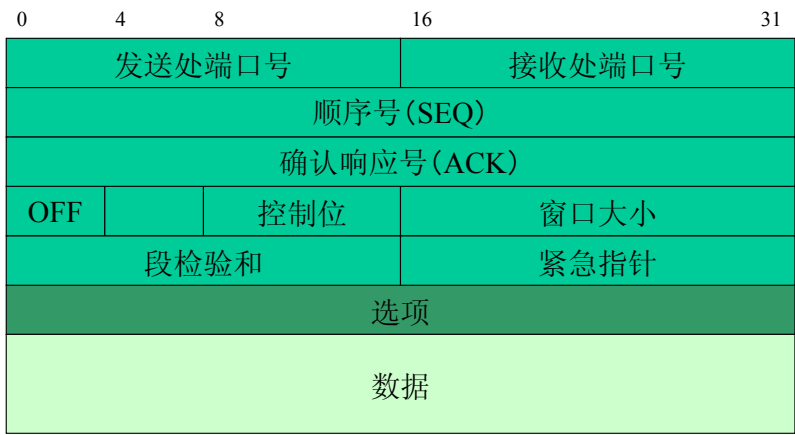 0 4 8 16 31
发送处端口号 接收处端口号
顺序号(SEQ)
确认响应号(ACK)
OFF 控制位 窗口大小
段检验和 紧急指针
选项
数据